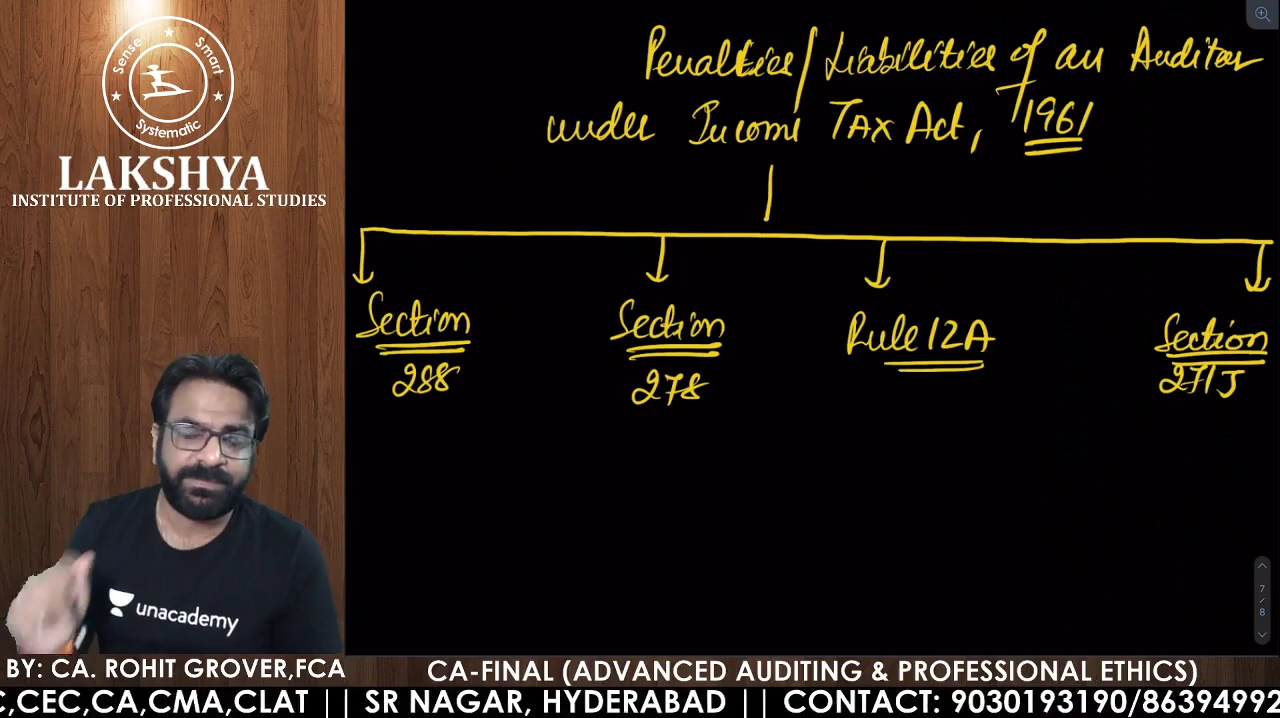 Sense
Smart
Systematic
LAKSHYA
INSTITUTE OF PROFESSIONAL STUDIES
Penalties/Liabilities of an Auditor
under Income TAX Act, 1961
Section
288
Section
278
Rule 12A
Section
271J
unacademy
7
/
8
BY: CA. ROHIT GROVER,FCA
CA-FINAL (ADVANCED AUDITING & PROFESSIONAL ETHICS)
C,CEC,CA,CMA,CLAT || SR NAGAR, HYDERABAD || CONTACT: 9030193190/86394992